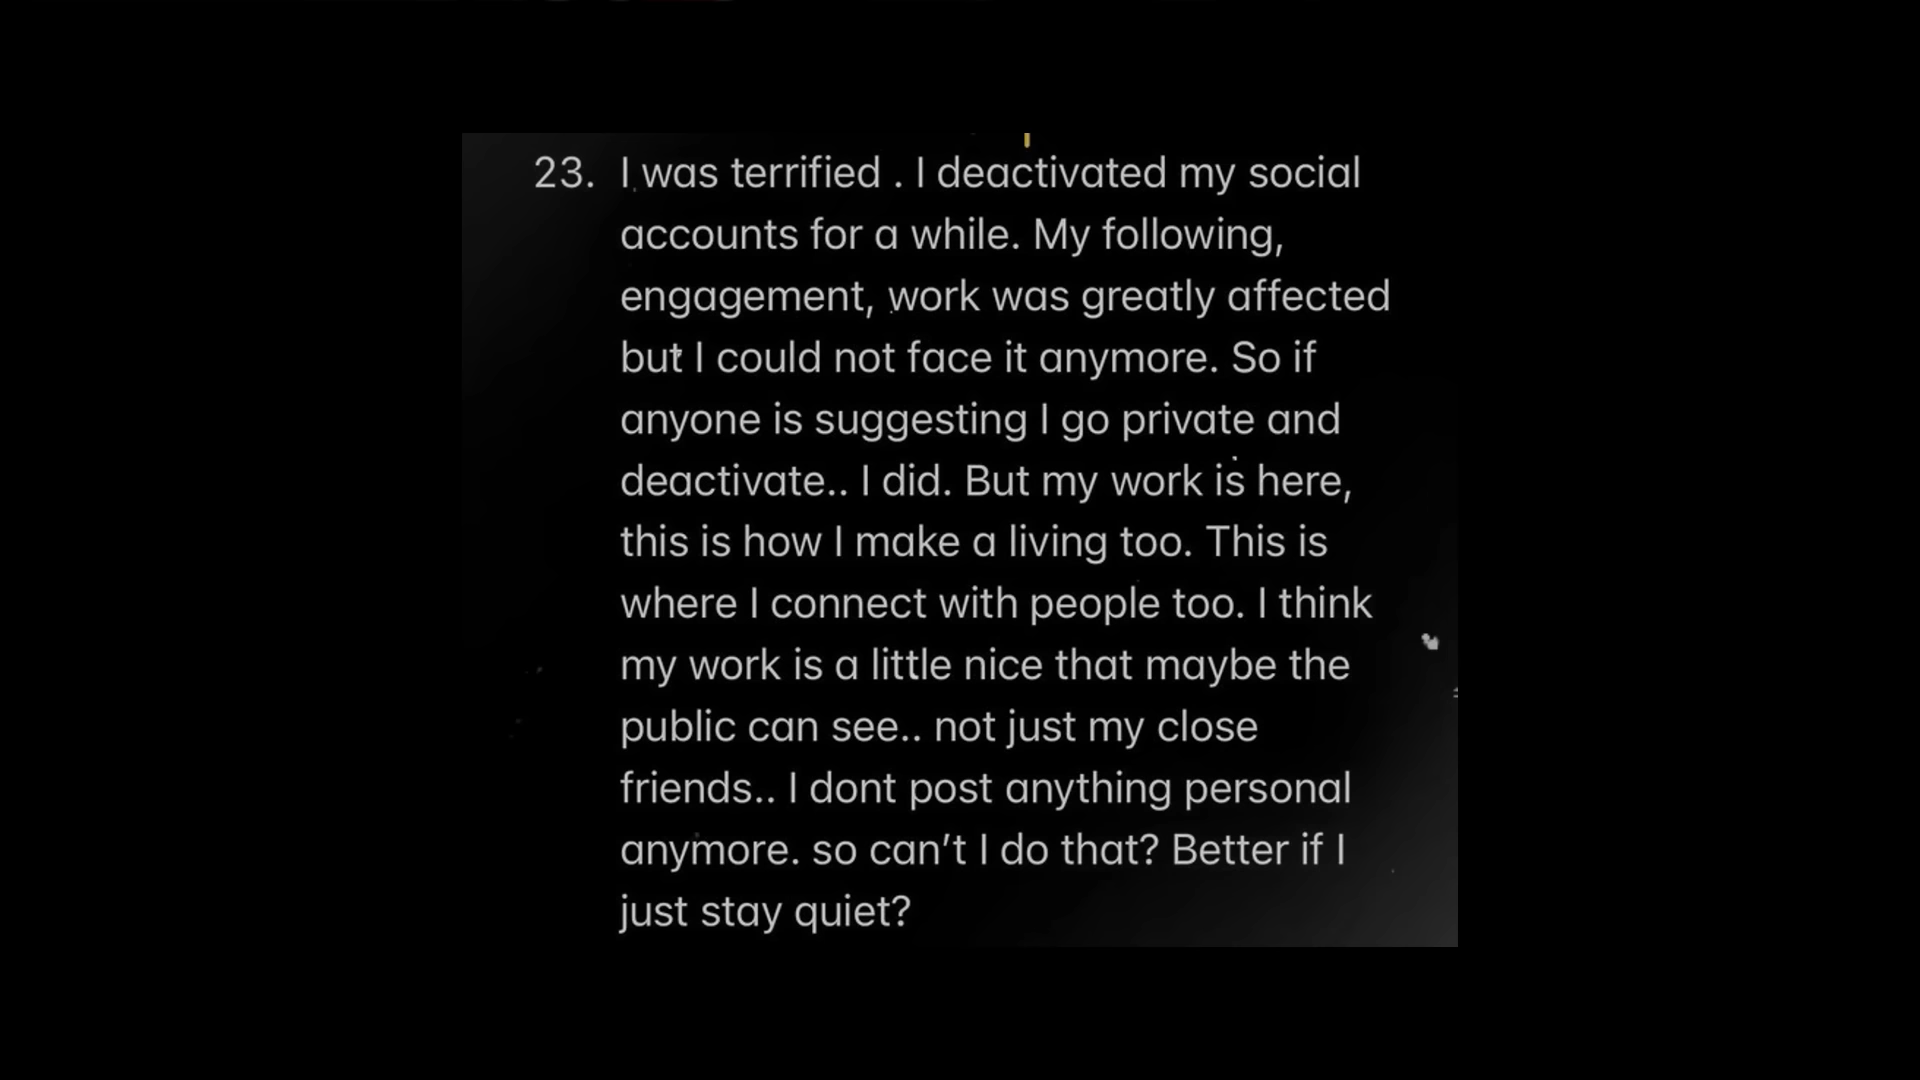 23. I was terrified . I deactivated my social
accounts for a while. My following,
engagement, work was greatly affected
but I could not face it anymore. So if
anyone is suggesting I go private and
deactivate.. I did. But my work is here,
this is how I make a living too. This is
where I connect with people too. I think
my work is a little nice that maybe the
public can see.. not just my close
friends.. I dont post anything personal
anymore. so can’t I do that? Better if I
just stay quiet?